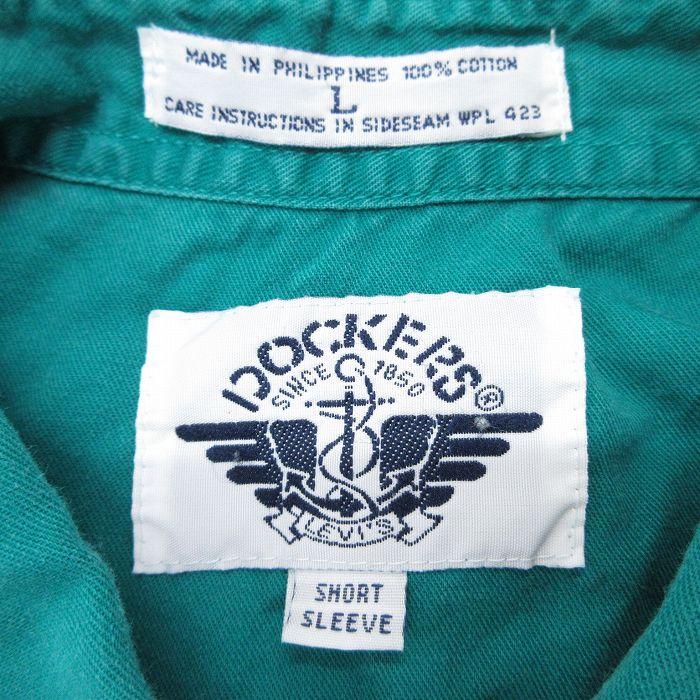 MADE IN PHILIPPINES 100% COTTON
L
CARE INSTRUCTIONS IN SIDESEAM WPL 423
DOCKERS®
SINCE 1850
LEVI'S
SHORT
SLEEVE